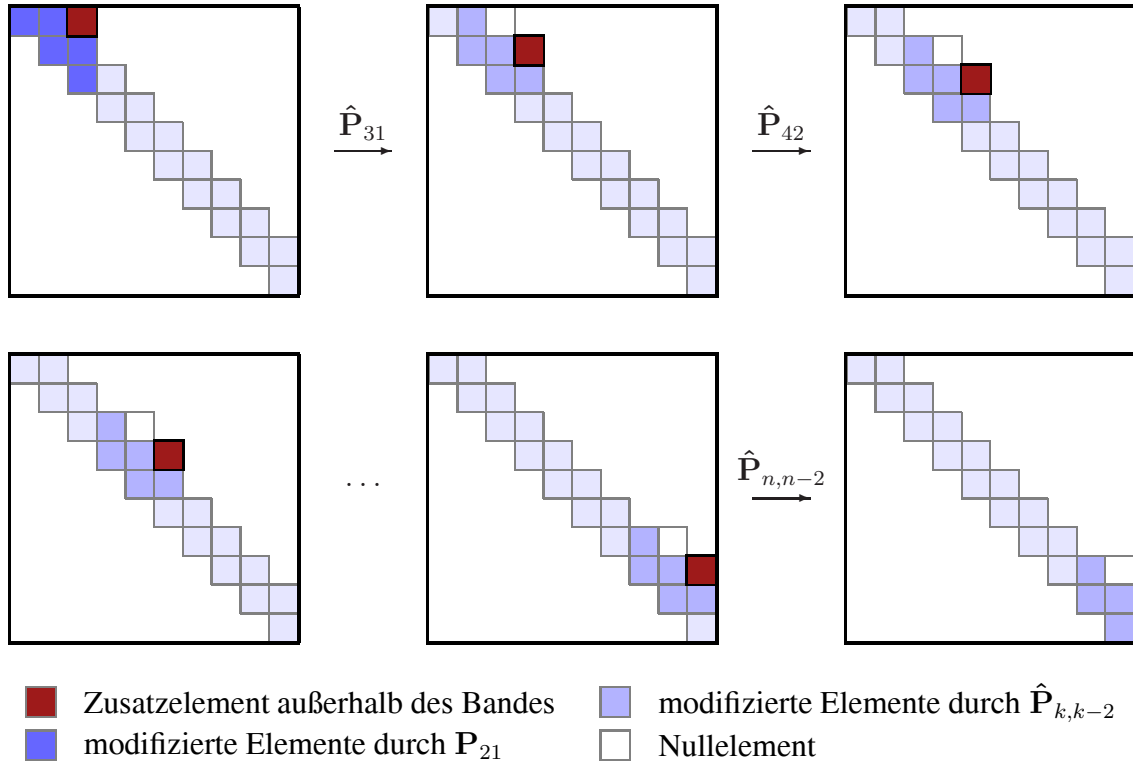 P̂₃₁
P̂₄₂
...
P̂ₙ,ₙ₋₂
Zusatzelement außerhalb des Bandes
modifizierte Elemente durch P̂ₖ,ₖ₋₂
modifizierte Elemente durch P₂₁
Nullelement